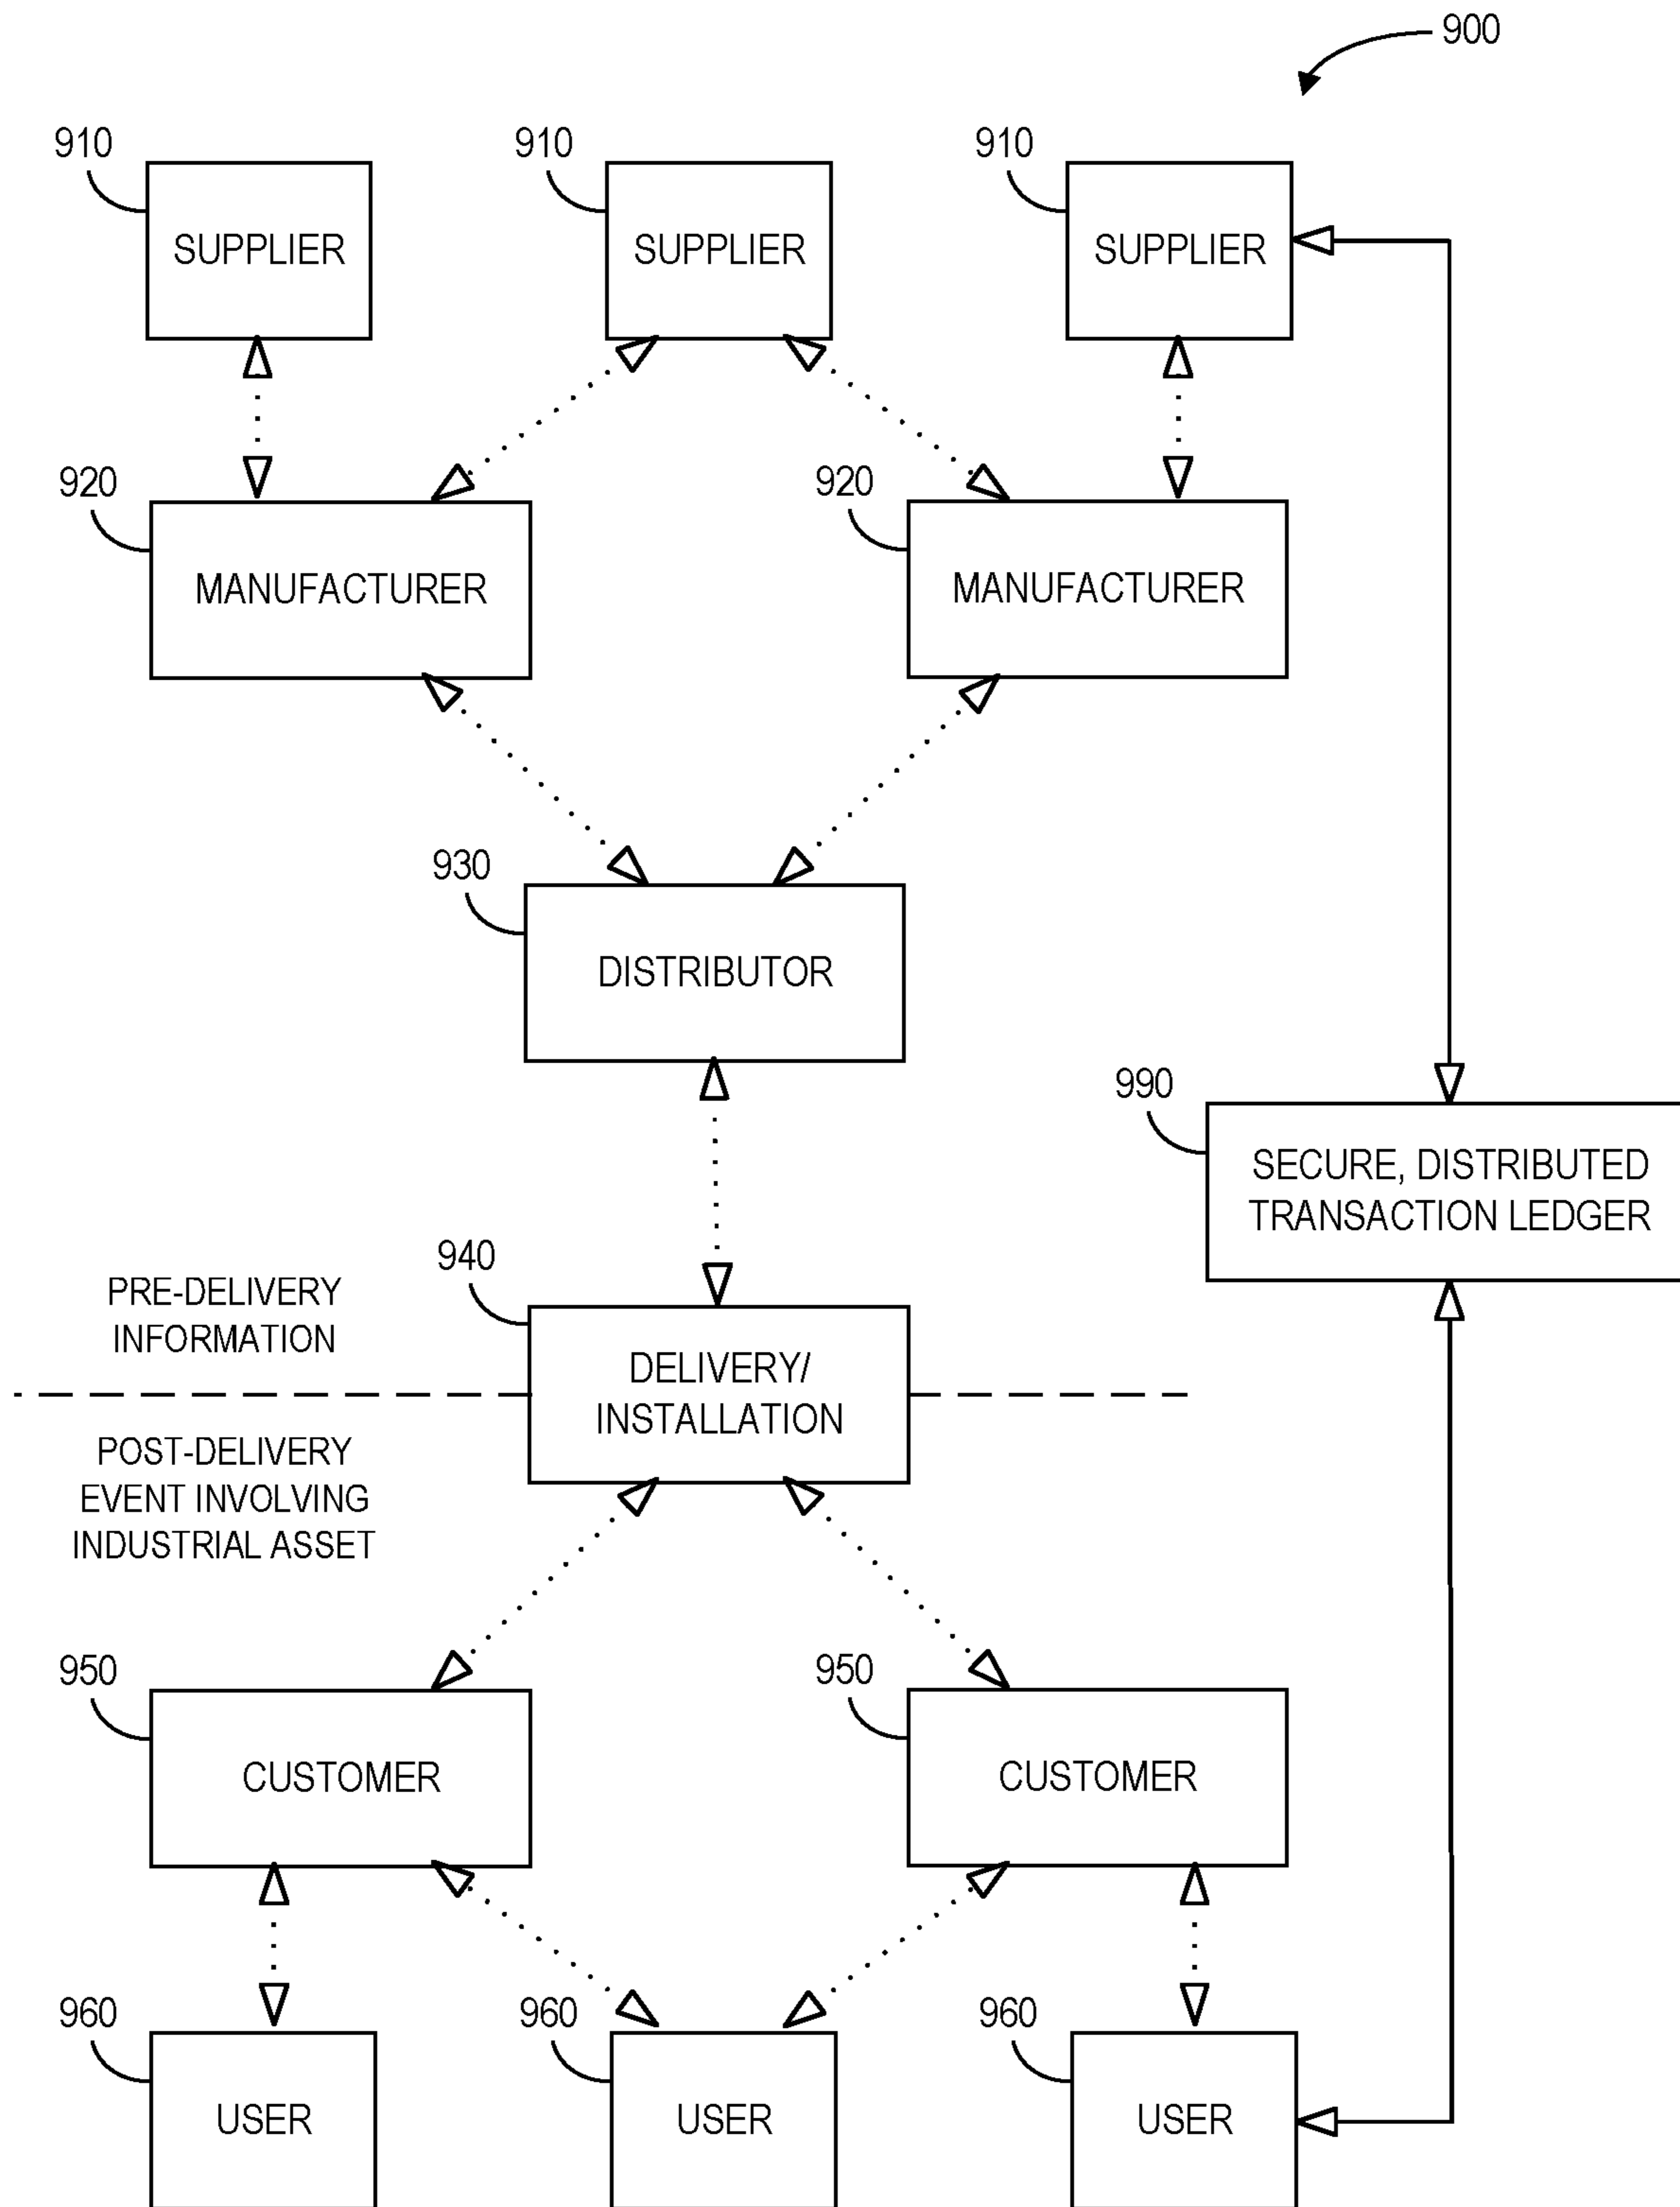 900
910
910
910
SUPPLIER
SUPPLIER
SUPPLIER
920
920
MANUFACTURER
MANUFACTURER
930
DISTRIBUTOR
990
SECURE, DISTRIBUTED
TRANSACTION LEDGER
940
PRE-DELIVERY
INFORMATION
DELIVERY/
INSTALLATION
POST-DELIVERY
EVENT INVOLVING
INDUSTRIAL ASSET
950
950
CUSTOMER
CUSTOMER
960
960
960
USER
USER
USER